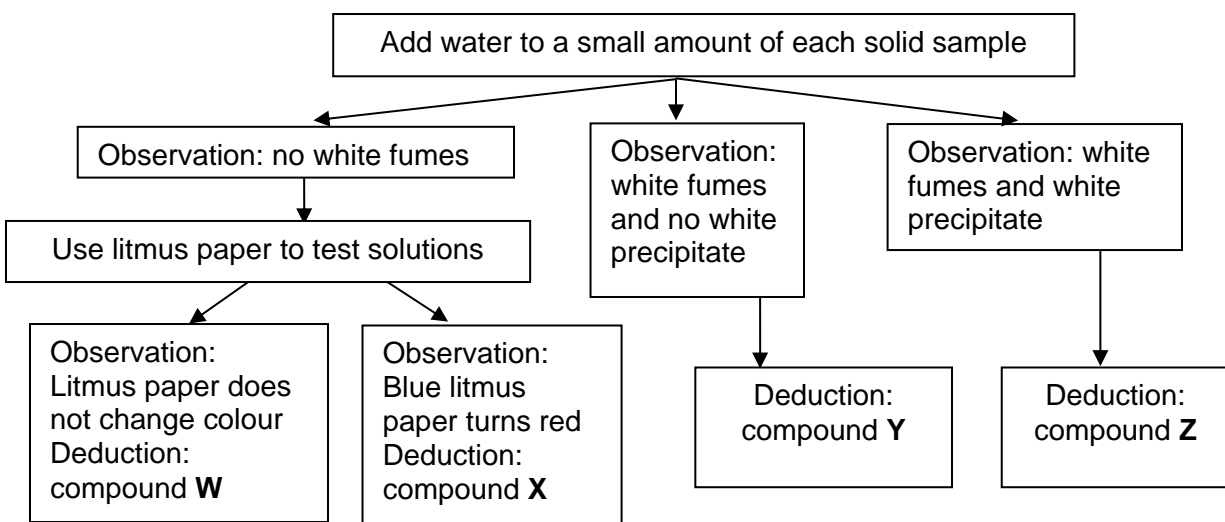 Add water to a small amount of each solid sample
Observation: no white fumes
Observation:
white fumes
and no white
precipitate
Observation: white
fumes and white
precipitate
Use litmus paper to test solutions
Observation:
Litmus paper does
not change colour
Deduction:
compound W
Observation:
Blue litmus
paper turns red
Deduction:
compound X
Deduction:
compound Y
Deduction:
compound Z